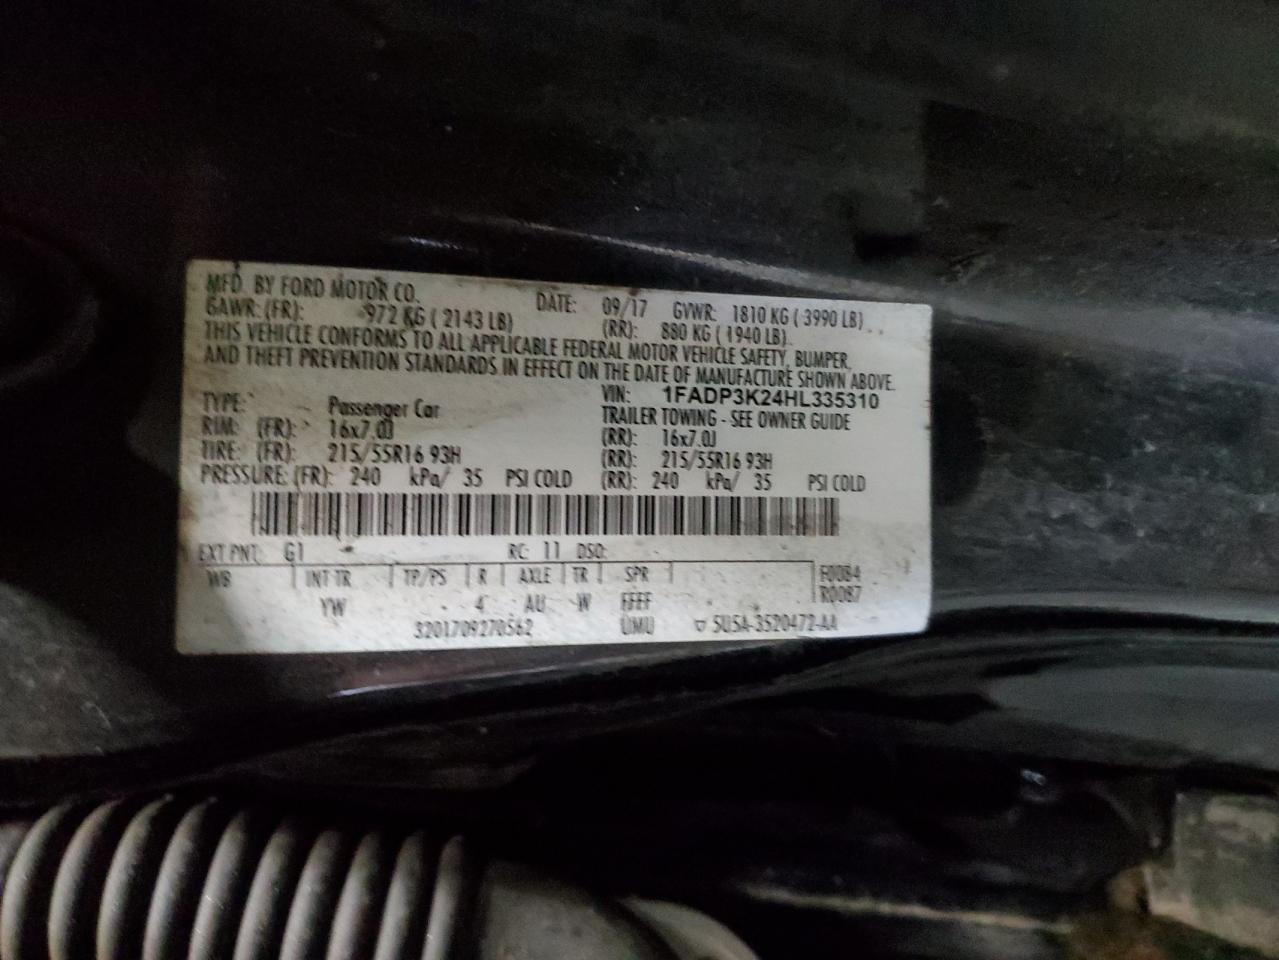 MFD. BY FORD MOTOR CO. DATE: 09/17 GVWR: 1810 KG ( 3990 LB)
GAWR: (FR): 972 KG ( 2143 LB) (RR): 880 KG ( 1940 LB)
THIS VEHICLE CONFORMS TO ALL APPLICABLE FEDERAL MOTOR VEHICLE SAFETY, BUMPER,
AND THEFT PREVENTION STANDARDS IN EFFECT ON THE DATE OF MANUFACTURE SHOWN ABOVE.
VIN: 1FADP3K24HL335310
TYPE: Passenger Car TRAILER TOWING - SEE OWNER GUIDE
RIM: (FR): 16x7.0J (RR): 16x7.0J
TIRE: (FR): 215/55R16 93H (RR): 215/55R16 93H
PRESSURE: (FR): 240 kPa/ 35 PSI COLD (RR): 240 kPa/ 35 PSI COLD
EXT PNT: G1 RC: 11 DSO:
WB INT TR TP/PS R AXLE TR SPR F0084
YW 4 AU W FFFF R0087
3201709270562 UMU ▽ 5U5A-3520472-AA